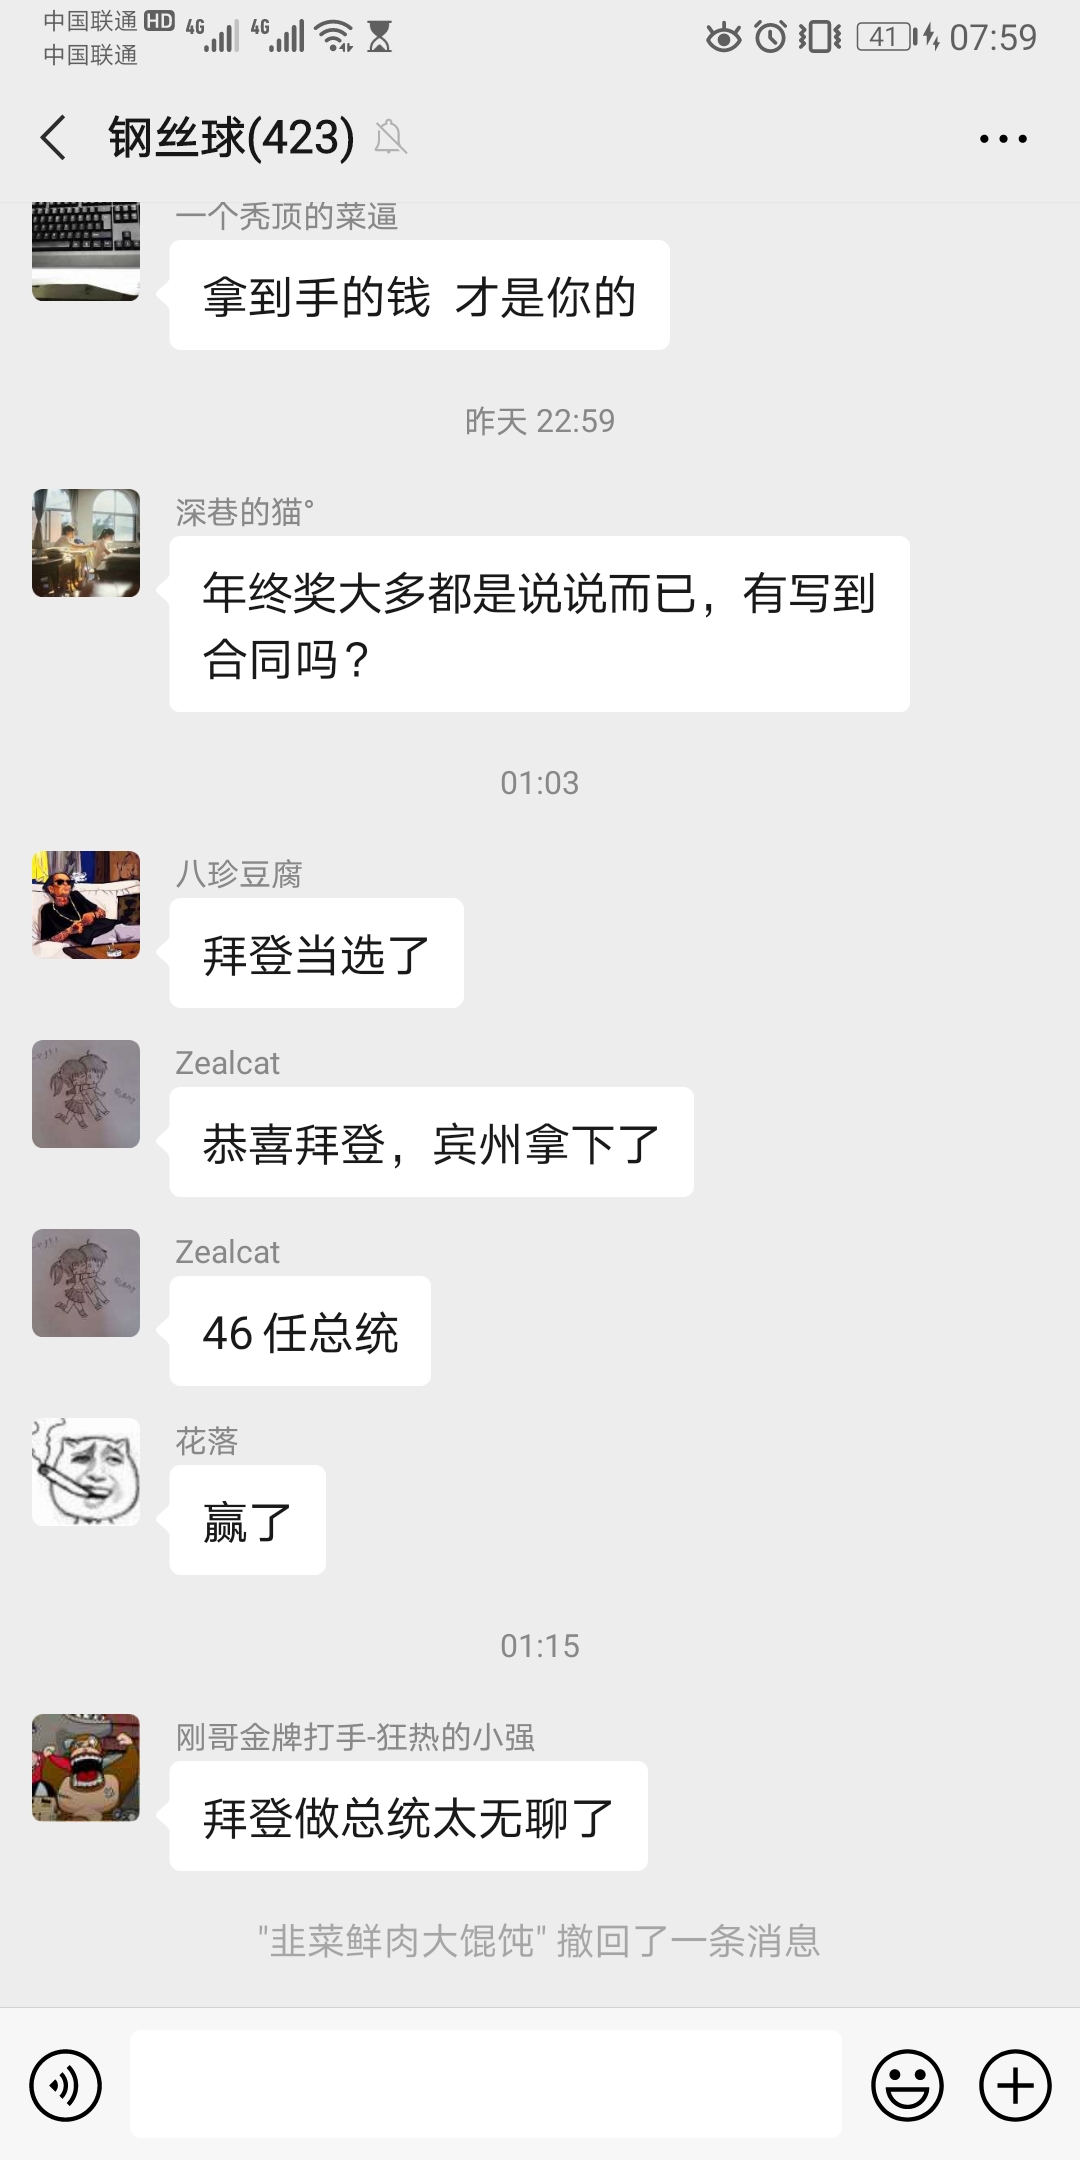 中国联通 HD 4G 4G 41 07:59
中国联通
钢丝球(423)
一个秃顶的菜逼
拿到手的钱 才是你的
昨天 22:59
深巷的猫°
年终奖大多都是说说而已，有写到
合同吗？
01:03
八珍豆腐
拜登当选了
Zealcat
恭喜拜登，宾州拿下了
Zealcat
46任总统
花落
赢了
01:15
刚哥金牌打手-狂热的小强
拜登做总统太无聊了
"韭菜鲜肉大馄饨" 撤回了一条消息